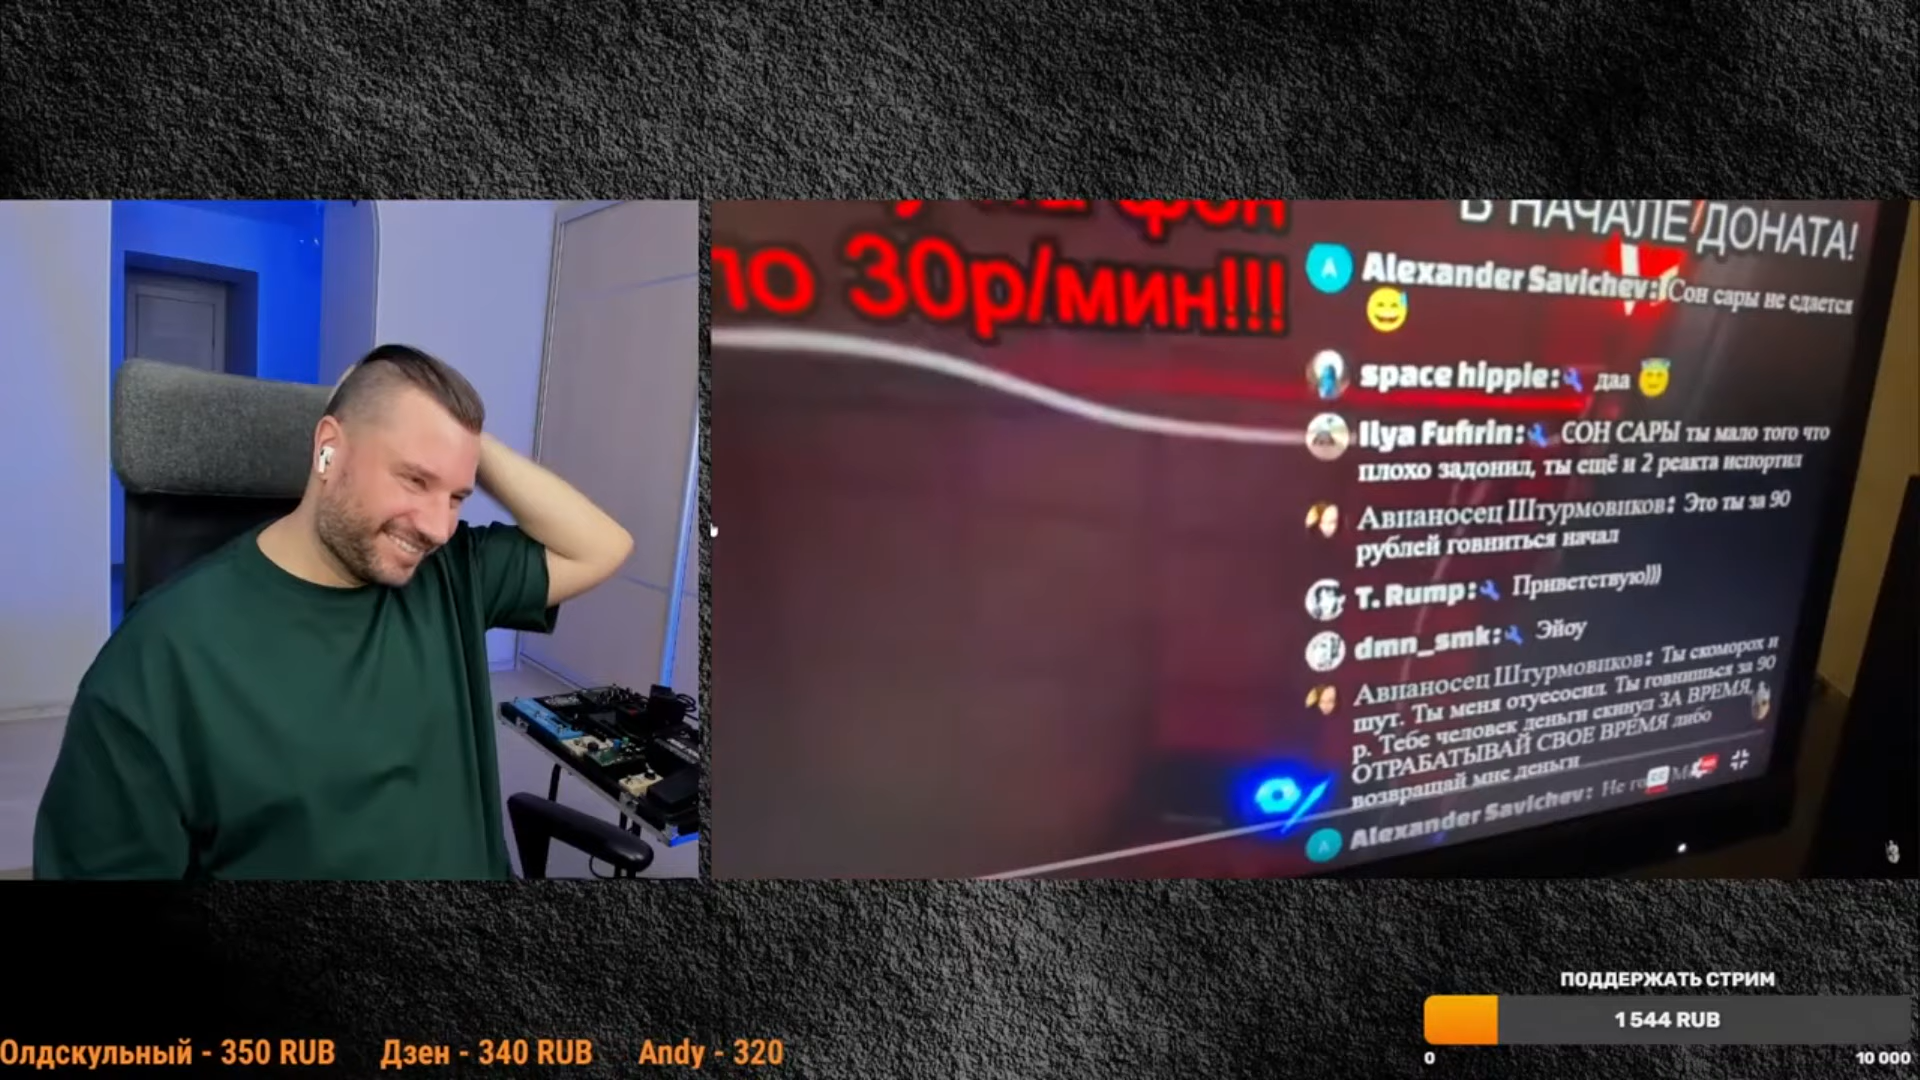 по 30р/мин!!!
В НАЧАЛЕ ДОНАТА!
Alexander Savichev: Сон сары не сдается
space hippie: даа
Ilya Fufirin: СОН САРЫ ты мало того что
плохо задонил, ты ещё и 2 реакта испортил
Авианосец Штурмовиков: Это ты за 90
рублей говниться начал
T. Rump: Приветствую)))
dmn_smk: Эйоу
Авианосец Штурмовиков: Ты скоморох и
шут. Ты меня отуесосил. Ты говнишься за 90
р. Тебе человек деньги скинул ЗА ВРЕМЯ,
ОТРАБАТЫВАЙ СВОЕ ВРЕМЯ либо
возвращай мне деньги
Alexander Savichev: Не
ПОДДЕРЖАТЬ СТРИМ
1 544 RUB
0 10 000
Олдскульный - 350 RUB Дзен - 340 RUB Andy - 320